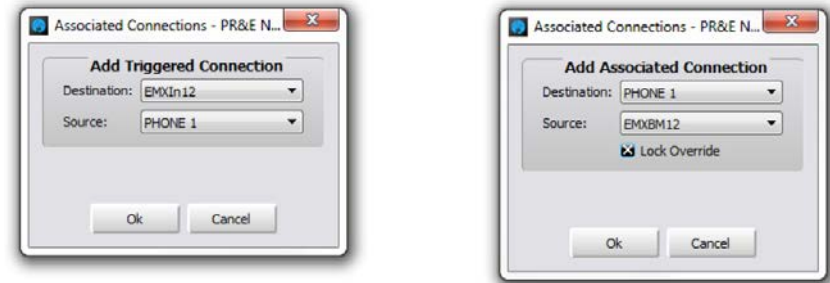 Associated Connections - PR&E N...
Add Triggered Connection
Destination: EMXIn12
Source: PHONE 1
Ok Cancel
Associated Connections - PR&E N...
Add Associated Connection
Destination: PHONE 1
Source: EMXBM12
Lock Override
Ok Cancel